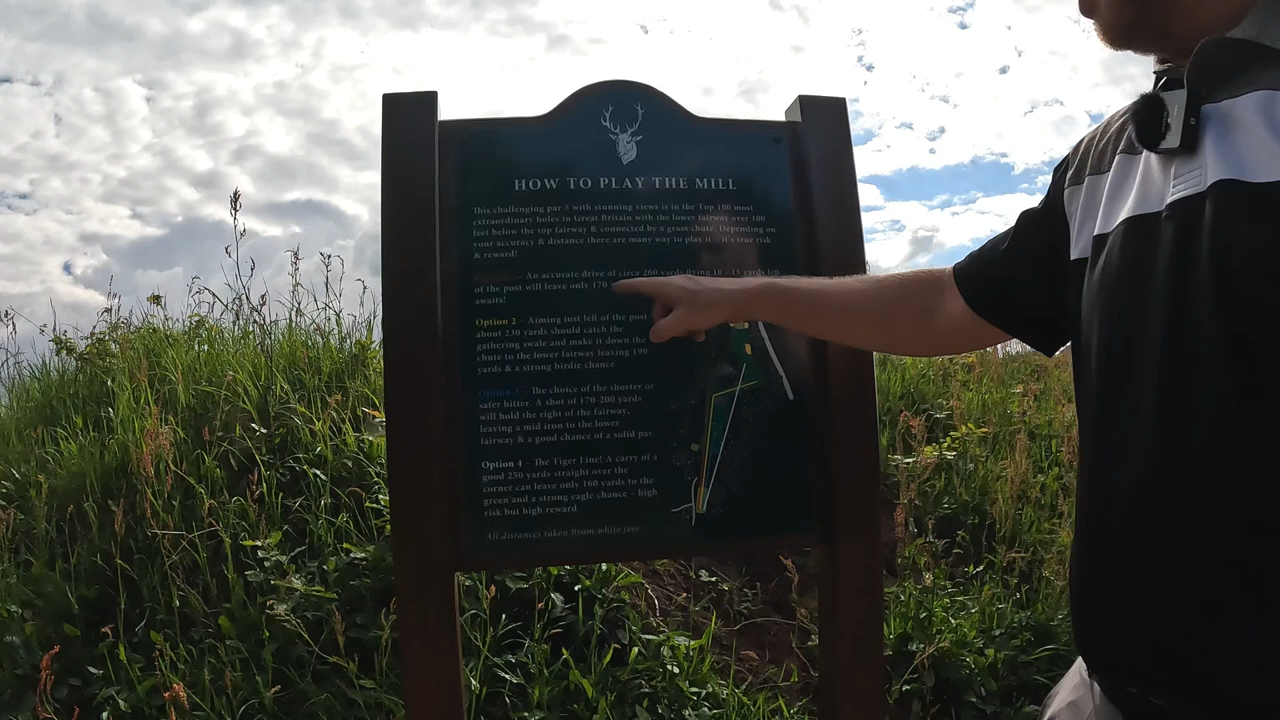 HOW TO PLAY THE MILL
This challenging par 5 with stunning views is in the Top 100 most
extraordinary holes in Great Britain with the lower fairway over 100
feet below the top fairway & connected by a grass chute. Depending on
your accuracy & distance there are many way to play it - it's true risk
& reward!
- An accurate drive of circa 260 yards flying 10 - 15 yards left
of the post will leave only 170
awaits!
Option 2 - Aiming just left of the post
about 230 yards should catch the
gathering swale and make it down the
chute to the lower fairway leaving 190
yards & a strong birdie chance
Option 3 - The choice of the shorter or
safer hitter. A shot of 170-200 yards
will hold the right of the fairway,
leaving a mid iron to the lower
fairway & a good chance of a solid par.
Option 4 - The Tiger Line! A carry of a
good 250 yards straight over the
corner can leave only 160 yards to the
green and a strong eagle chance - high
risk but high reward
All distances taken from white tees